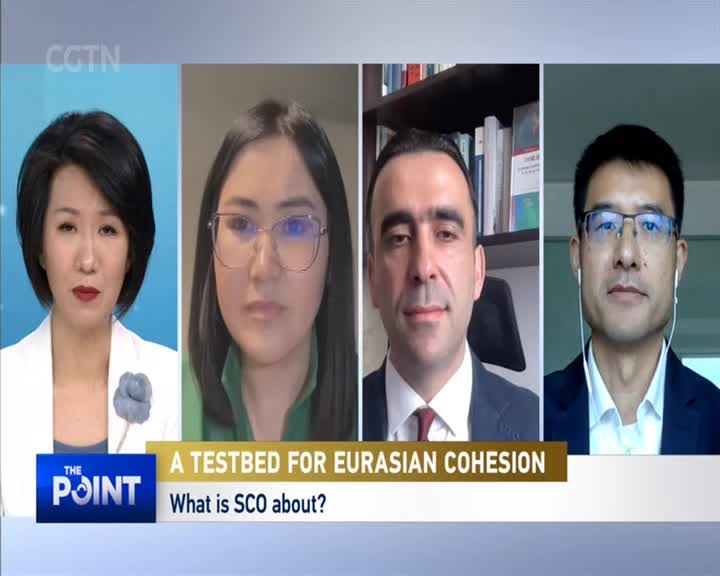 CGTN
A TESTBED FOR EURASIAN COHESION
THE
POINT
What is SCO about?